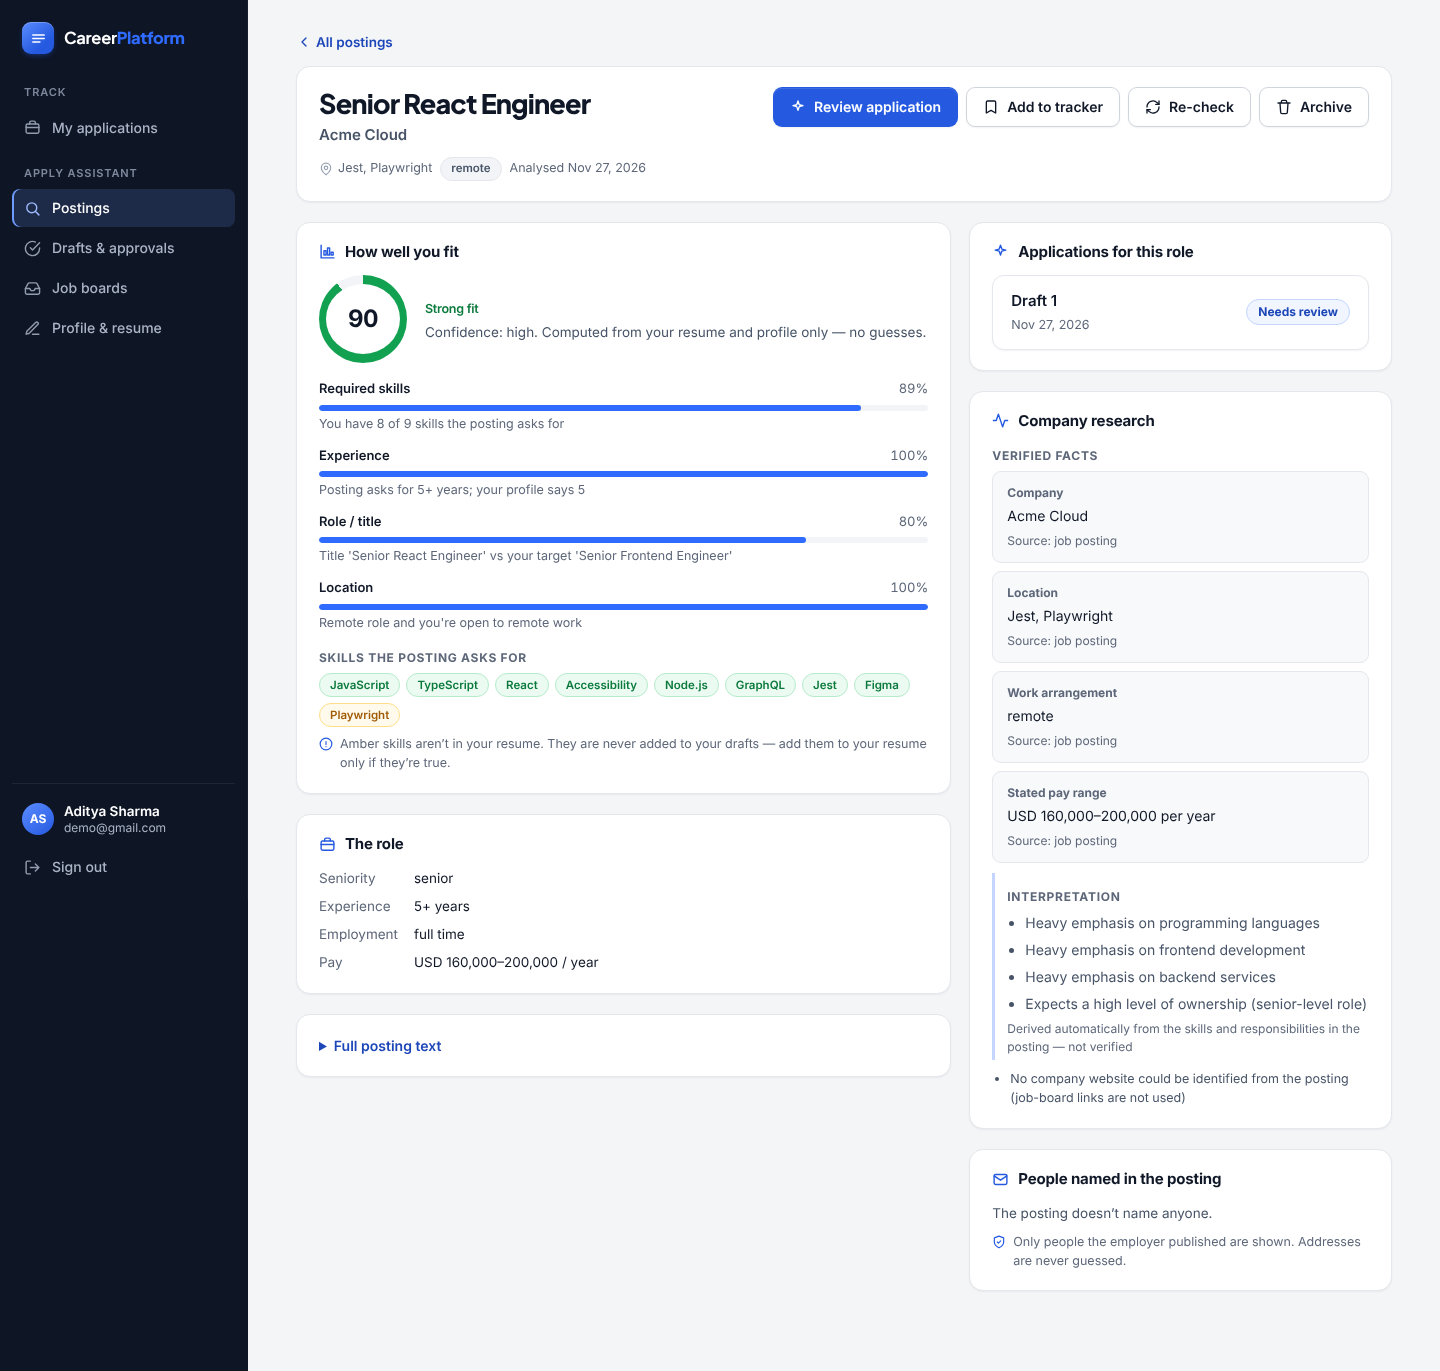 CareerPlatform
TRACK
My applications
APPLY ASSISTANT
Postings
Drafts & approvals
Job boards
Profile & resume
AS
Aditya Sharma
demo@gmail.com
Sign out
All postings
Senior React Engineer
Acme Cloud
Jest, Playwright remote Analysed Nov 27, 2026
Review application
Add to tracker
Re-check
Archive
How well you fit
90
Strong fit
Confidence: high. Computed from your resume and profile only — no guesses.
Required skills 89%
You have 8 of 9 skills the posting asks for
Experience 100%
Posting asks for 5+ years; your profile says 5
Role / title 80%
Title 'Senior React Engineer' vs your target 'Senior Frontend Engineer'
Location 100%
Remote role and you're open to remote work
SKILLS THE POSTING ASKS FOR
JavaScript TypeScript React Accessibility Node.js GraphQL Jest Figma
Playwright
Amber skills aren’t in your resume. They are never added to your drafts — add them to your resume
only if they’re true.
The role
Seniority senior
Experience 5+ years
Employment full time
Pay USD 160,000–200,000 / year
Full posting text
Applications for this role
Draft 1
Nov 27, 2026
Needs review
Company research
VERIFIED FACTS
Company
Acme Cloud
Source: job posting
Location
Jest, Playwright
Source: job posting
Work arrangement
remote
Source: job posting
Stated pay range
USD 160,000–200,000 per year
Source: job posting
INTERPRETATION
• Heavy emphasis on programming languages
• Heavy emphasis on frontend development
• Heavy emphasis on backend services
• Expects a high level of ownership (senior-level role)
Derived automatically from the skills and responsibilities in the
posting — not verified
• No company website could be identified from the posting
(job-board links are not used)
People named in the posting
The posting doesn’t name anyone.
Only people the employer published are shown. Addresses
are never guessed.